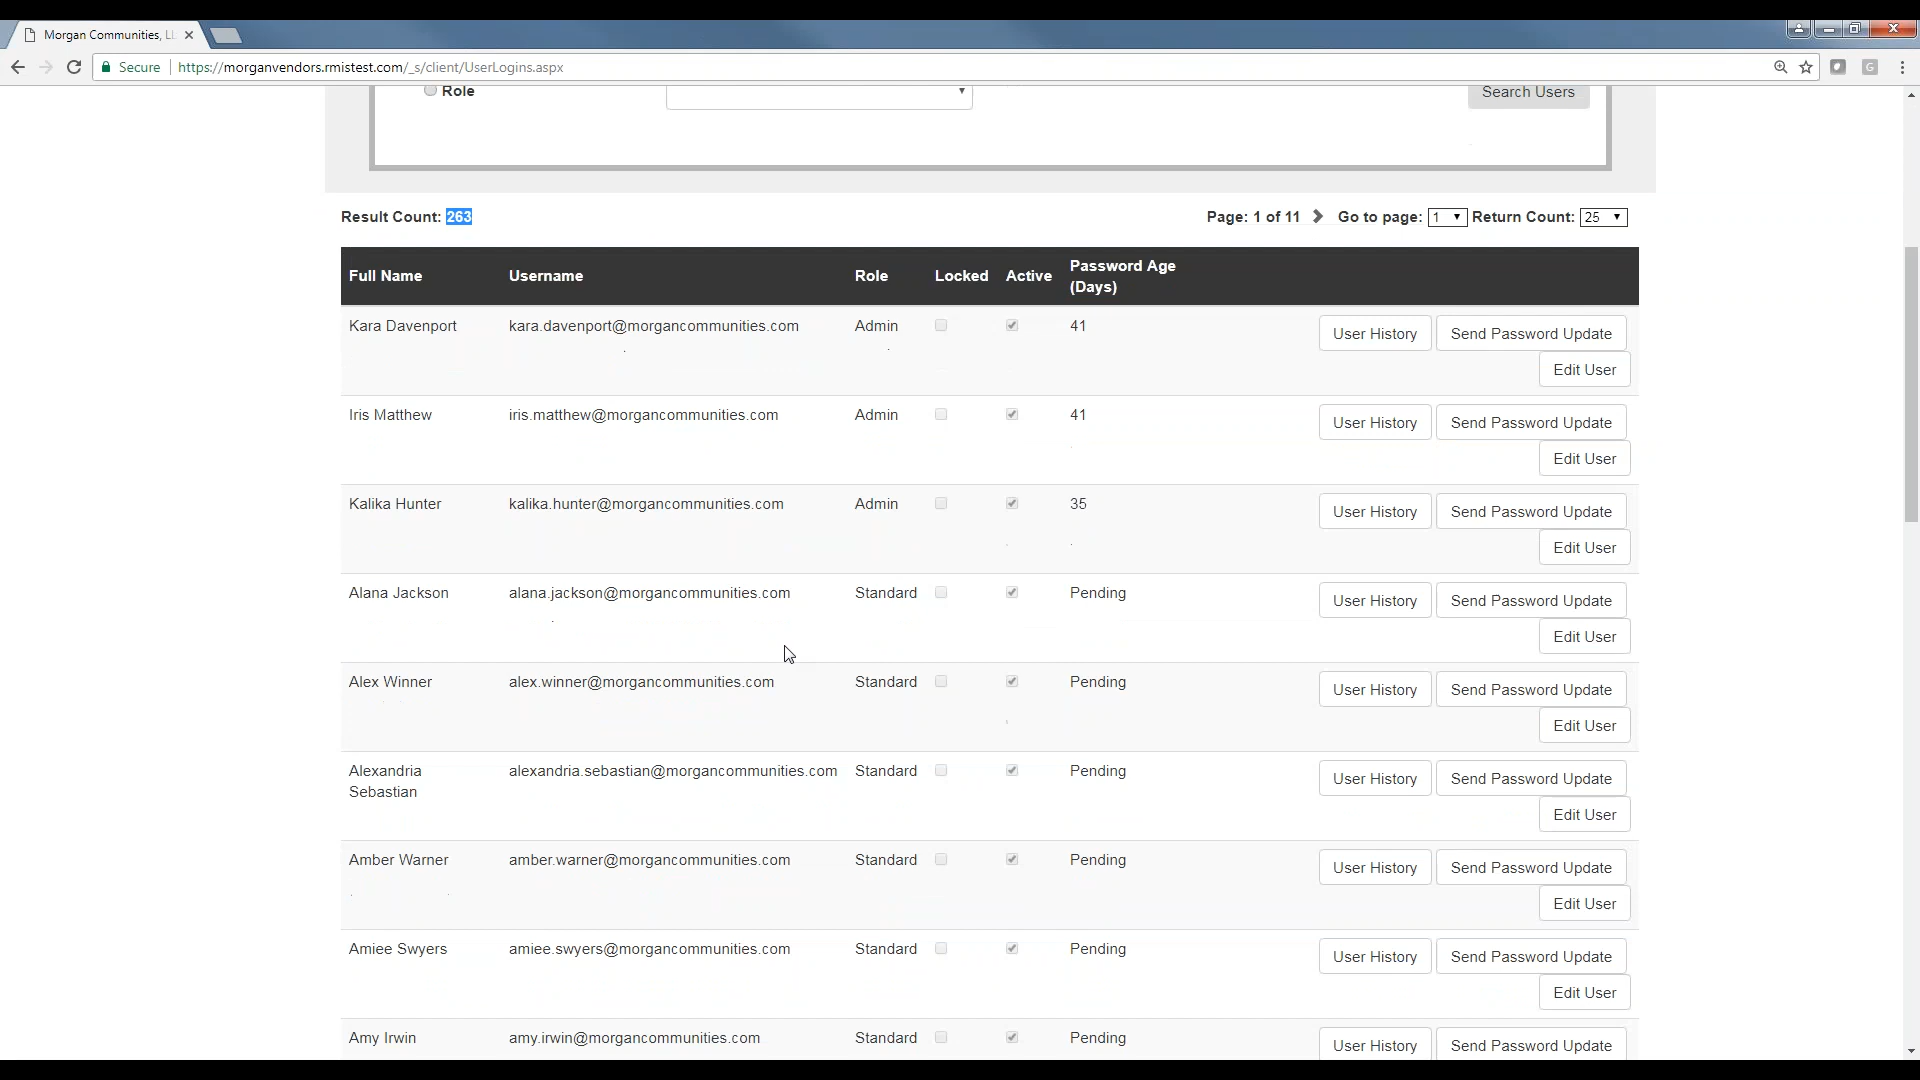 Morgan Communities, LL
Secure https://morganvendors.rmistest.com/_s/client/UserLogins.aspx
Role Search Users
Result Count: 263 Page: 1 of 11 Go to page: 1 Return Count: 25
Full Name Username Role Locked Active Password Age
(Days)
Kara Davenport kara.davenport@morgancommunities.com Admin 41 User History Send Password Update
Edit User
Iris Matthew iris.matthew@morgancommunities.com Admin 41 User History Send Password Update
Edit User
Kalika Hunter kalika.hunter@morgancommunities.com Admin 35 User History Send Password Update
Edit User
Alana Jackson alana.jackson@morgancommunities.com Standard Pending User History Send Password Update
Edit User
Alex Winner alex.winner@morgancommunities.com Standard Pending User History Send Password Update
Edit User
Alexandria alexandria.sebastian@morgancommunities.com Standard Pending User History Send Password Update
Sebastian
Edit User
Amber Warner amber.warner@morgancommunities.com Standard Pending User History Send Password Update
Edit User
Amiee Swyers amiee.swyers@morgancommunities.com Standard Pending User History Send Password Update
Edit User
Amy Irwin amy.irwin@morgancommunities.com Standard Pending User History Send Password Update